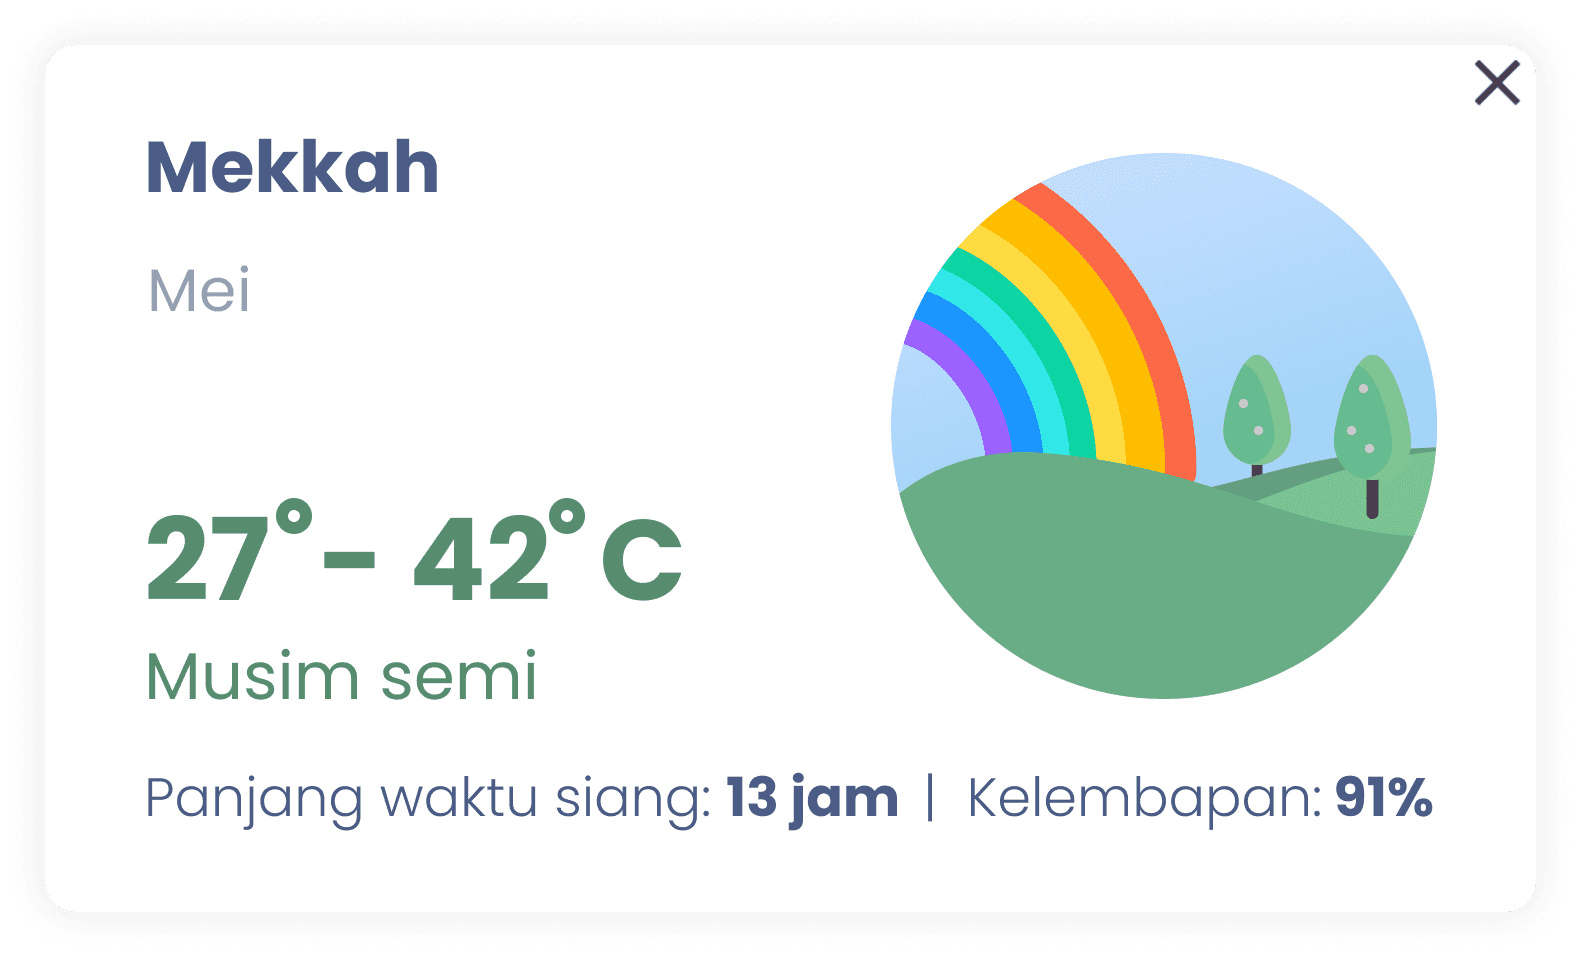 Mekkah
Mei
27°- 42°C
Musim semi
Panjang waktu siang: 13 jam | Kelembapan: 91%